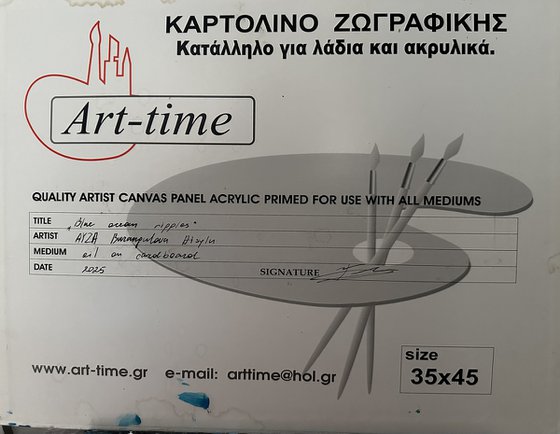 ΚΑΡΤΟΛΙΝΟ ΖΩΓΡΑΦΙΚΗΣ
Κατάλληλο για λάδια και ακρυλικά.
Art-time
QUALITY ARTIST CANVAS PANEL ACRYLIC PRIMED FOR USE WITH ALL MEDIUMS
TITLE „Blue ocean ripples"
ARTIST AYZA
MEDIUM oil on cardboard
DATE 2025 SIGNATURE
www.art-time.gr e-mail: arttime@hol.gr
size
35x45